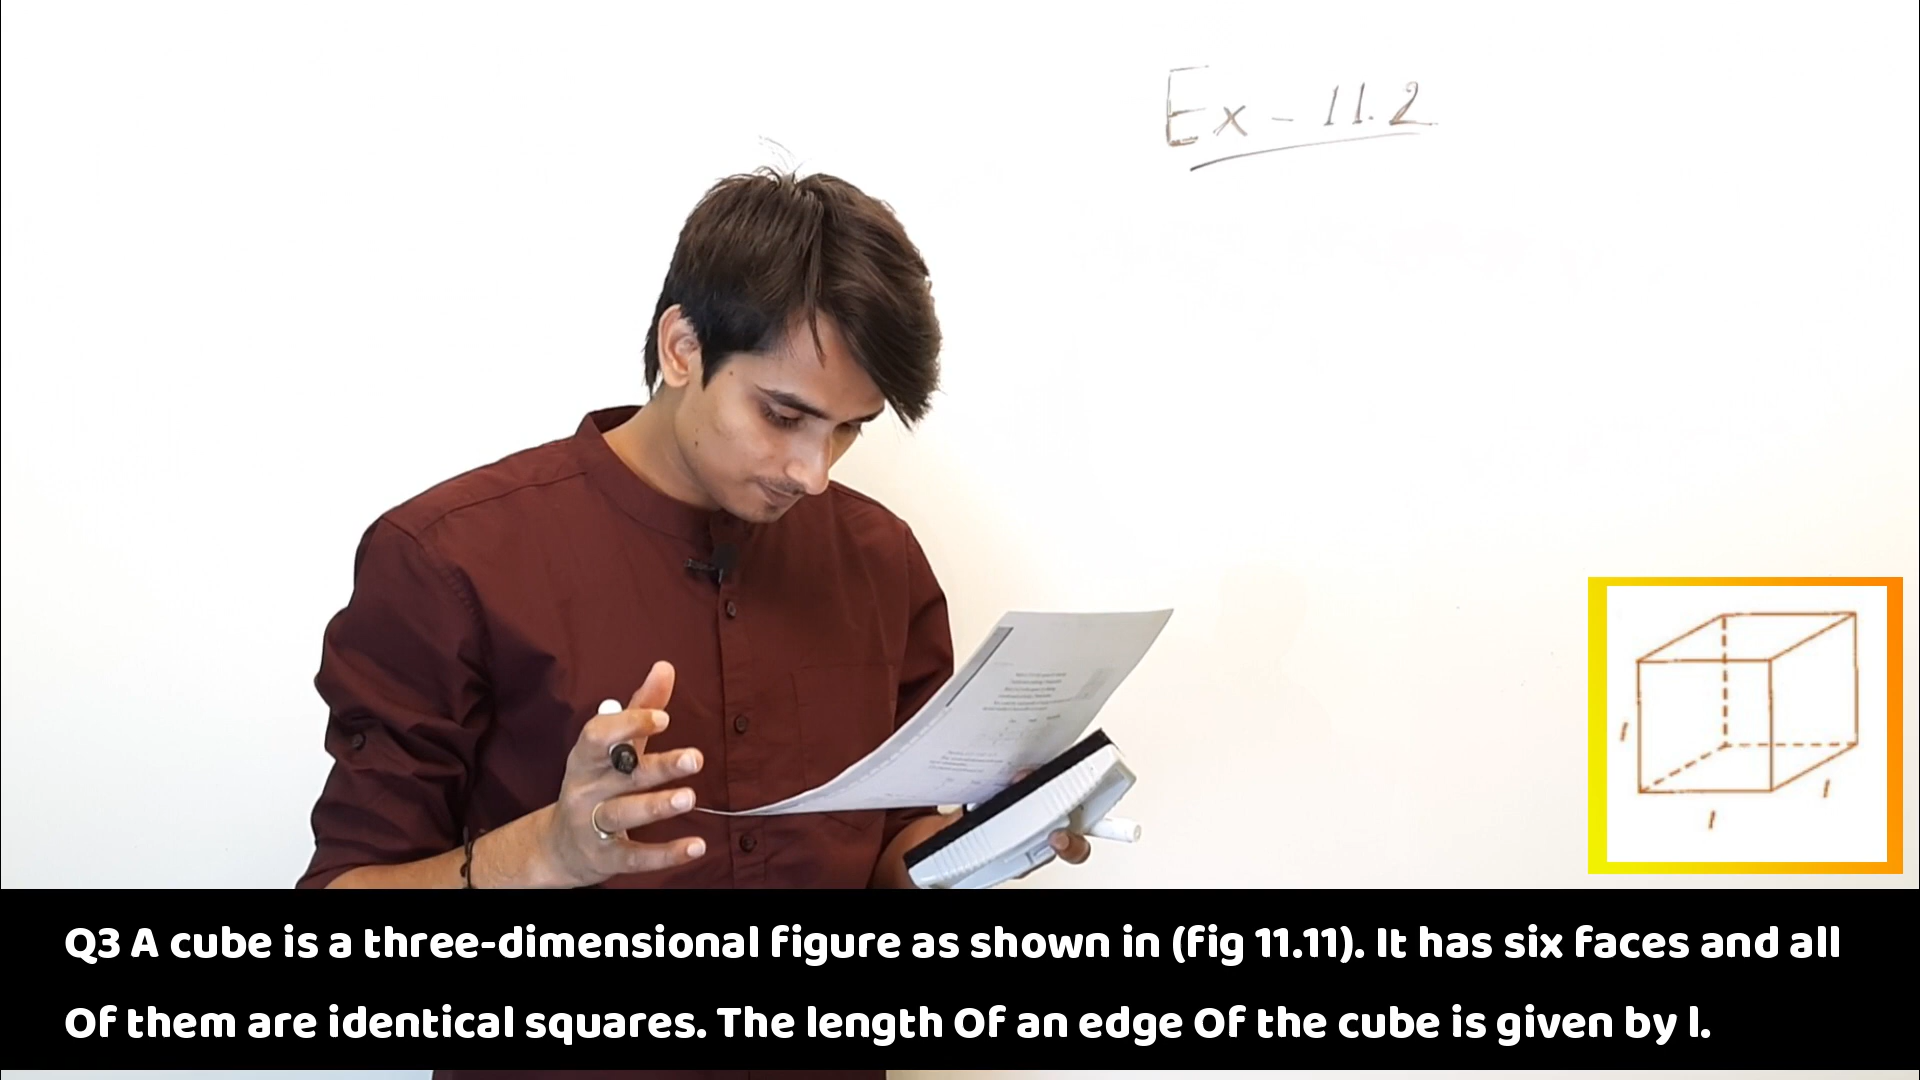 Ex - 11.2
l
l
l
Q3 A cube is a three-dimensional figure as shown in (fig 11.11). It has six faces and all
Of them are identical squares. The length Of an edge Of the cube is given by l.